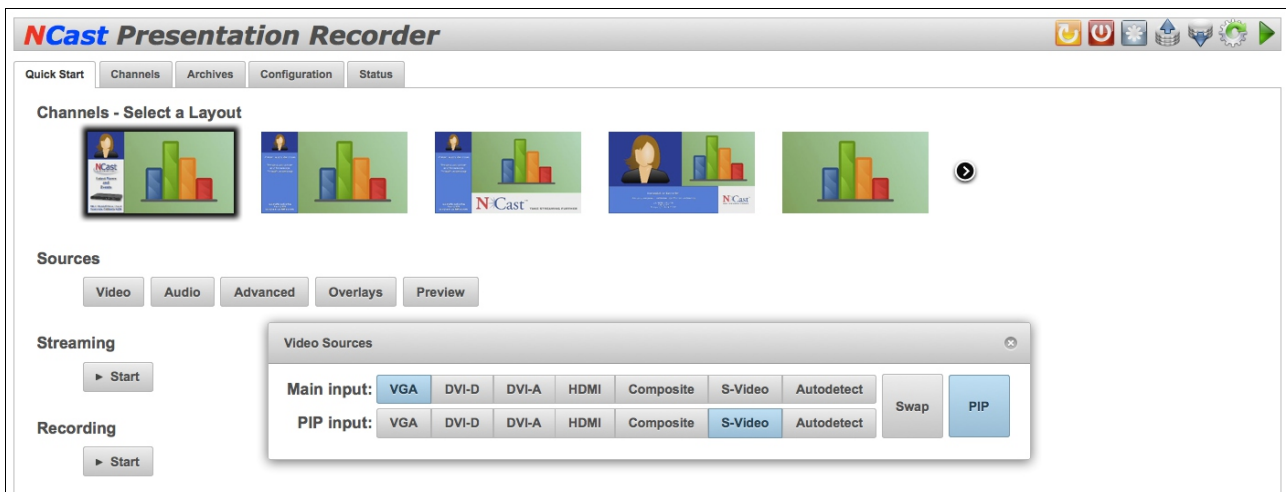 NCast Presentation Recorder
Quick Start Channels Archives Configuration Status
Channels - Select a Layout
NCast
NCast
NCast
Sources
Video Audio Advanced Overlays Preview
Streaming
► Start
Video Sources
Main input: VGA DVI-D DVI-A HDMI Composite S-Video Autodetect
PIP input: VGA DVI-D DVI-A HDMI Composite S-Video Autodetect
Swap PIP
Recording
► Start